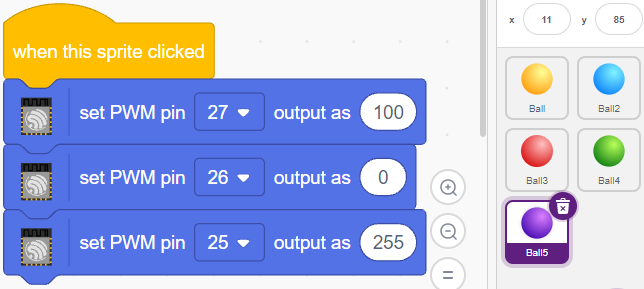 when this sprite clicked
set PWM pin 27 output as 100
set PWM pin 26 output as 0
set PWM pin 25 output as 255
x 11 y 85
Ball Ball2
Ball3 Ball4
Ball5